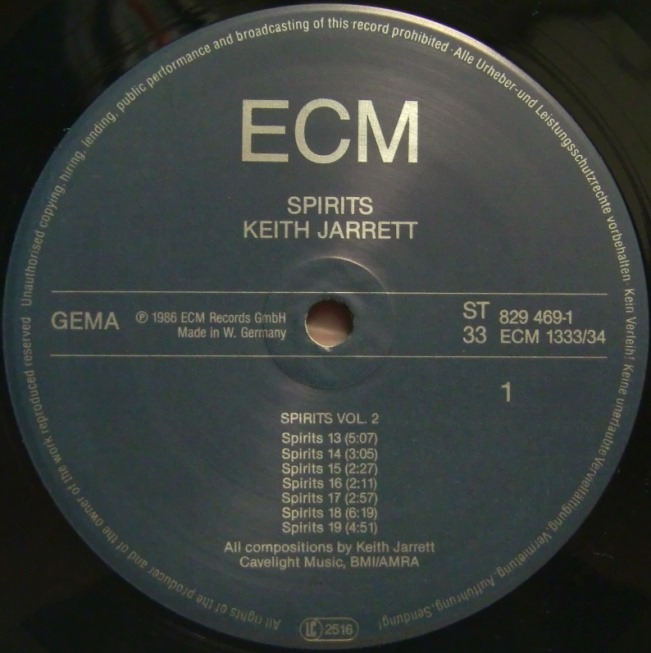 ECM
SPIRITS
KEITH JARRETT
GEMA
℗ 1986 ECM Records GmbH
Made in W. Germany
ST 829 469-1
33 ECM 1333/34
1
SPIRITS VOL. 2
Spirits 13 (5:07)
Spirits 14 (3:05)
Spirits 15 (2:27)
Spirits 16 (2:11)
Spirits 17 (2:57)
Spirits 18 (6:19)
Spirits 19 (4:51)
All compositions by Keith Jarrett
Cavelight Music, BMI/AMRA
All rights of the producer and of the owner of the work reproduced reserved Unauthorised copying, hiring, lending, public performance and broadcasting of this record prohibited · Alle Urheber-und Leistungsschutzrechte vorbehalten Kein Verleih! Keine unerlaubte Vervielfältigung, Vermietung, Aufführung, Sendung!
LC 2516